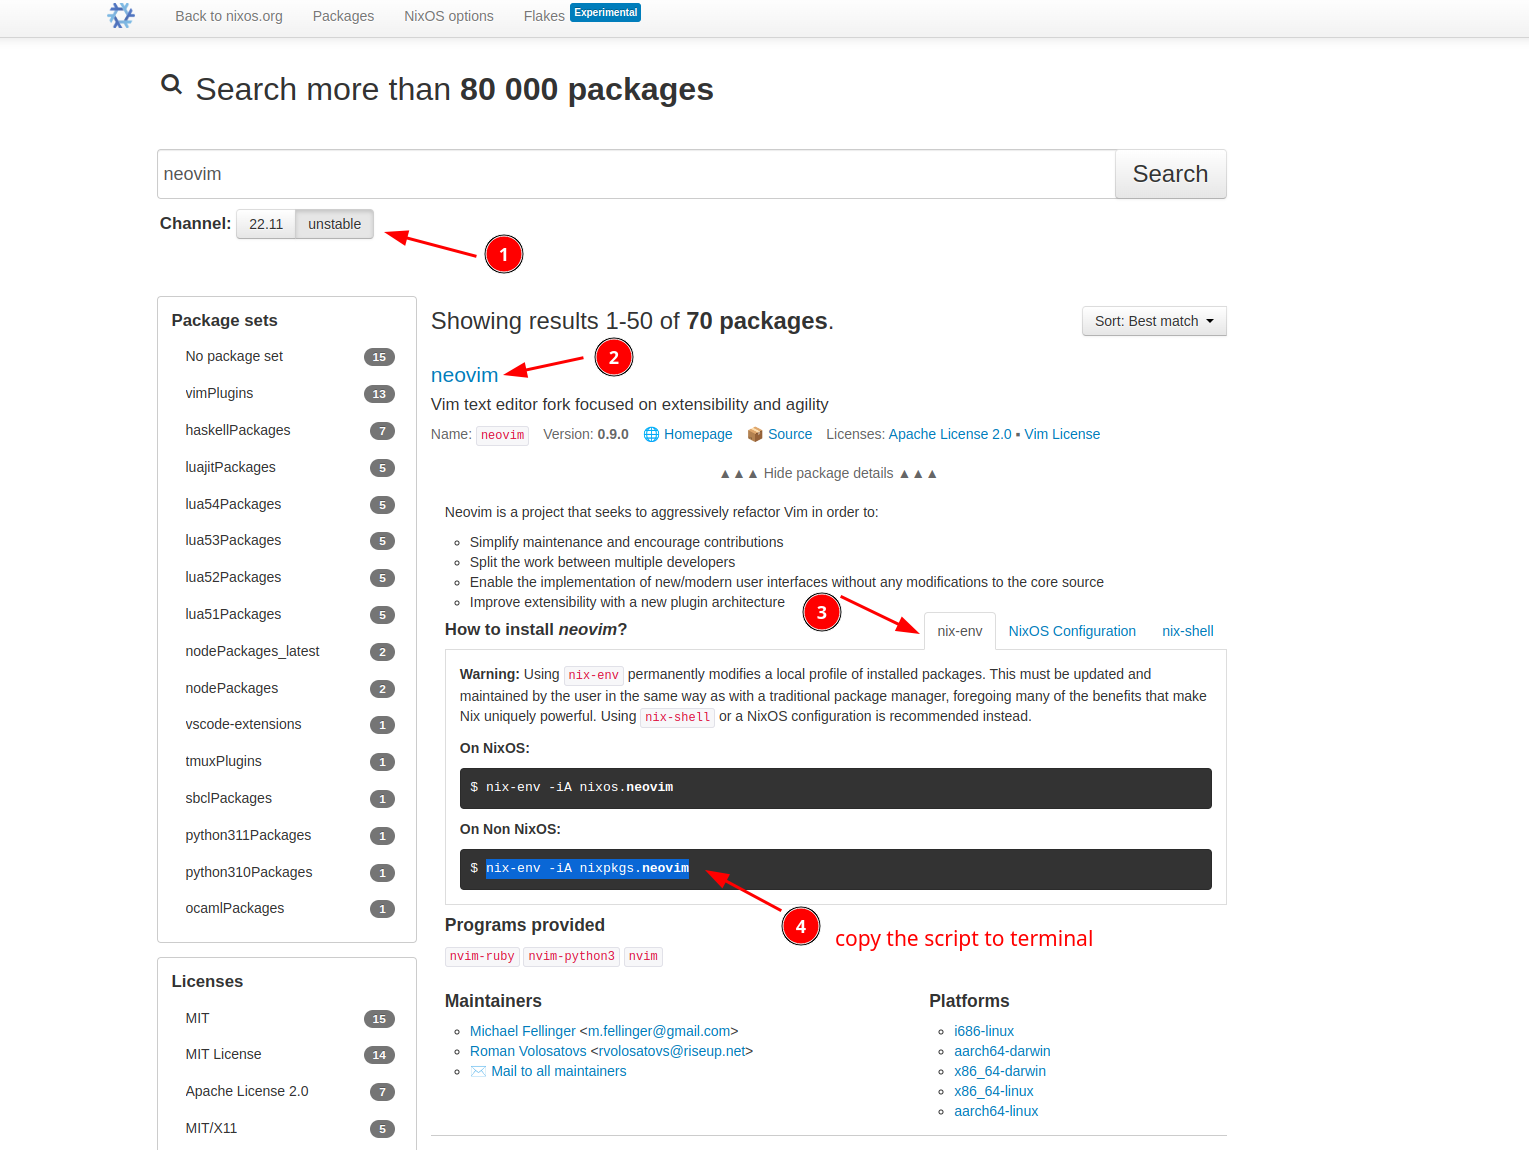 Back to nixos.org Packages NixOS options Flakes Experimental
Search more than 80 000 packages
neovim Search
Channel: 22.11 unstable
1
Package sets
No package set 15
vimPlugins 13
haskellPackages 7
luajitPackages 5
lua54Packages 5
lua53Packages 5
lua52Packages 5
lua51Packages 5
nodePackages_latest 2
nodePackages 2
vscode-extensions 1
tmuxPlugins 1
sbclPackages 1
python311Packages 1
python310Packages 1
ocamlPackages 1
Licenses
MIT 15
MIT License 14
Apache License 2.0 7
MIT/X11 5
Showing results 1-50 of 70 packages.
Sort: Best match
2
neovim
Vim text editor fork focused on extensibility and agility
Name: neovim Version: 0.9.0 🌐 Homepage 📦 Source Licenses: Apache License 2.0 ▪ Vim License
▲▲▲ Hide package details ▲▲▲
Neovim is a project that seeks to aggressively refactor Vim in order to:
Simplify maintenance and encourage contributions
Split the work between multiple developers
Enable the implementation of new/modern user interfaces without any modifications to the core source
Improve extensibility with a new plugin architecture
3
How to install neovim?
nix-env NixOS Configuration nix-shell
Warning: Using nix-env permanently modifies a local profile of installed packages. This must be updated and
maintained by the user in the same way as with a traditional package manager, foregoing many of the benefits that make
Nix uniquely powerful. Using nix-shell or a NixOS configuration is recommended instead.
On NixOS:
$ nix-env -iA nixos.neovim
On Non NixOS:
$ nix-env -iA nixpkgs.neovim
4
copy the script to terminal
Programs provided
nvim-ruby nvim-python3 nvim
Maintainers
Michael Fellinger <m.fellinger@gmail.com>
Roman Volosatovs <rvolosatovs@riseup.net>
✉️ Mail to all maintainers
Platforms
i686-linux
aarch64-darwin
x86_64-darwin
x86_64-linux
aarch64-linux